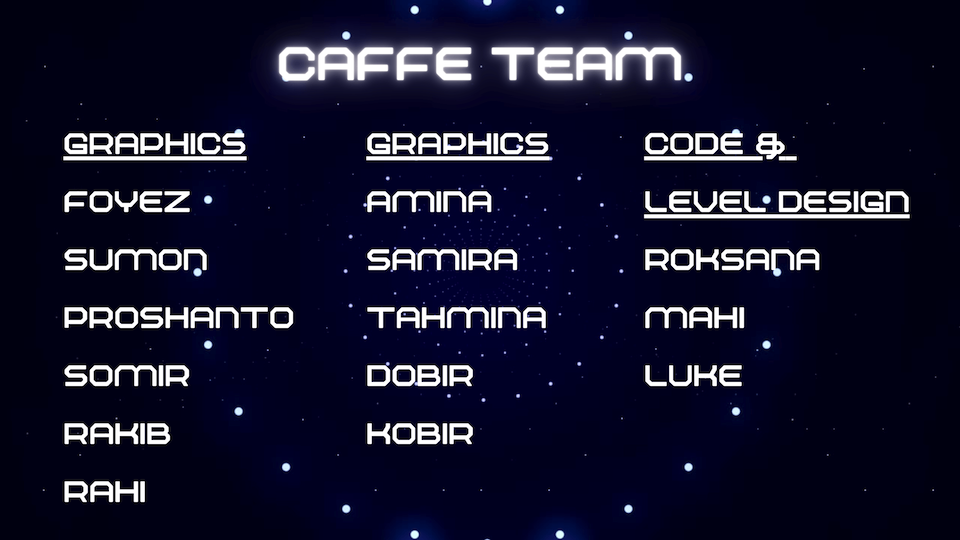 CAFFE TEAM
GRAPHICS
FOYEZ
SUMON
PROSHANTO
SOMIR
RAKIB
RAHI
GRAPHICS
AMINA
SAMIRA
TAHMINA
DOBIR
KOBIR
CODE &
LEVEL DESIGN
ROKSANA
MAHI
LUKE